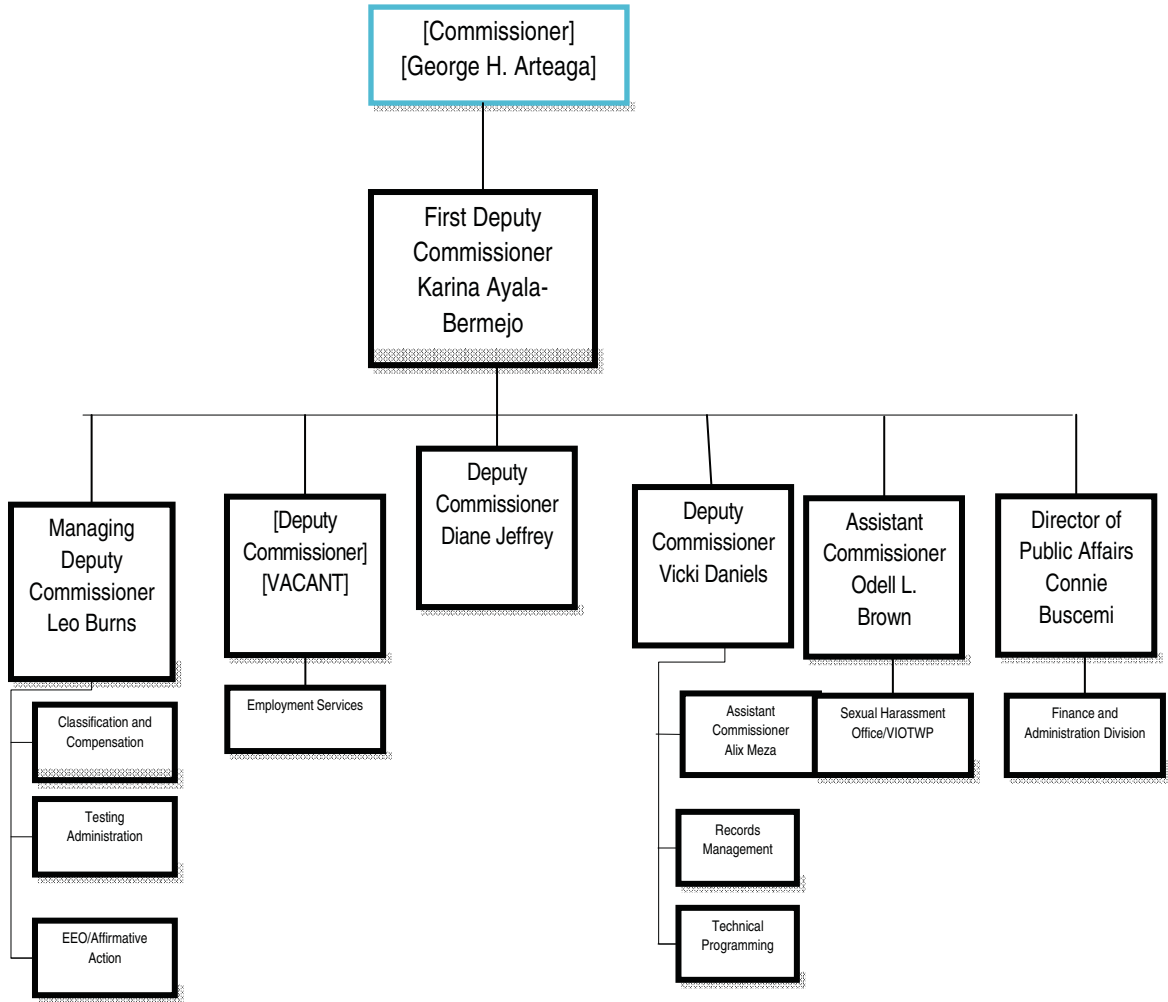 [Commissioner]
[George H. Arteaga]
First Deputy
Commissioner
Karina Ayala-
Bermejo
Managing
Deputy
Commissioner
Leo Burns
[Deputy
Commissioner]
[VACANT]
Deputy
Commissioner
Diane Jeffrey
Deputy
Commissioner
Vicki Daniels
Assistant
Commissioner
Odell L.
Brown
Director of
Public Affairs
Connie
Buscemi
Classification and
Compensation
Testing
Administration
EEO/Affirmative
Action
Employment Services
Assistant
Commissioner
Alix Meza
Records
Management
Technical
Programming
Sexual Harassment
Office/VIOTWP
Finance and
Administration Division